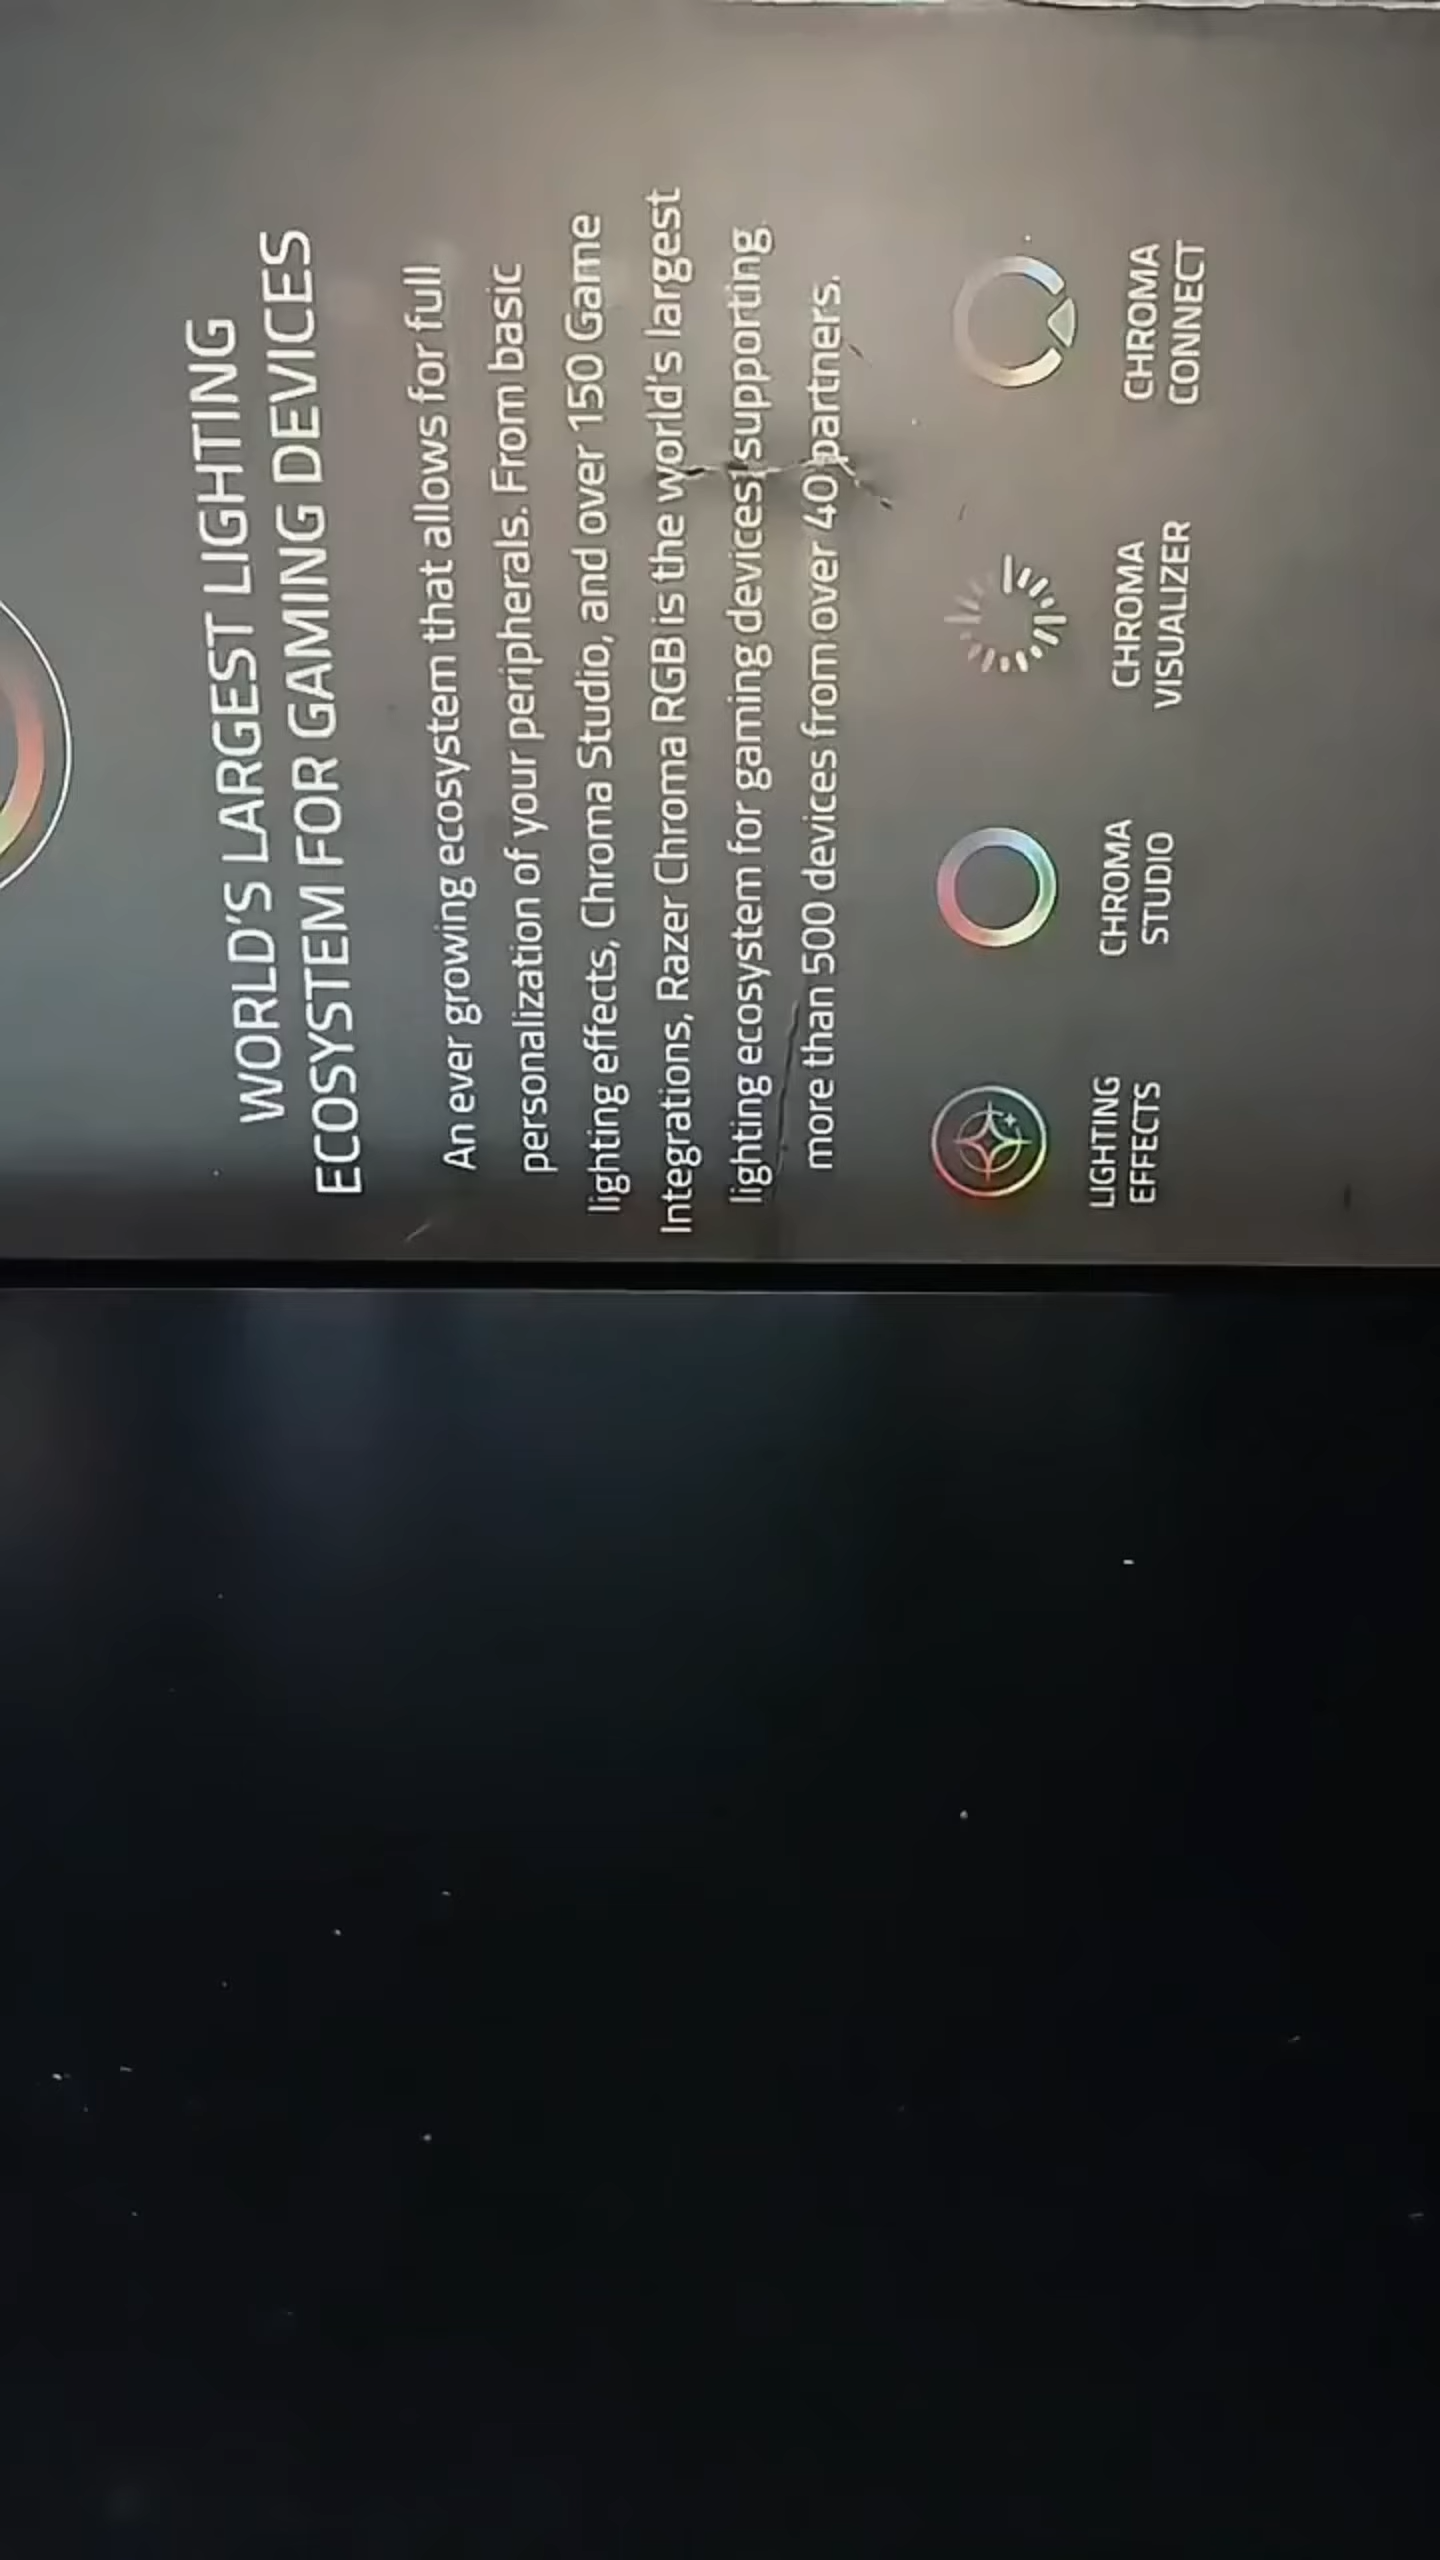 WORLD'S LARGEST LIGHTING
ECOSYSTEM FOR GAMING DEVICES
An ever growing ecosystem that allows for full
personalization of your peripherals. From basic
lighting effects, Chroma Studio, and over 150 Game
Integrations, Razer Chroma RGB is the world's largest
lighting ecosystem for gaming devices supporting
more than 500 devices from over 40 partners.
LIGHTING
EFFECTS
CHROMA
STUDIO
CHROMA
VISUALIZER
CHROMA
CONNECT